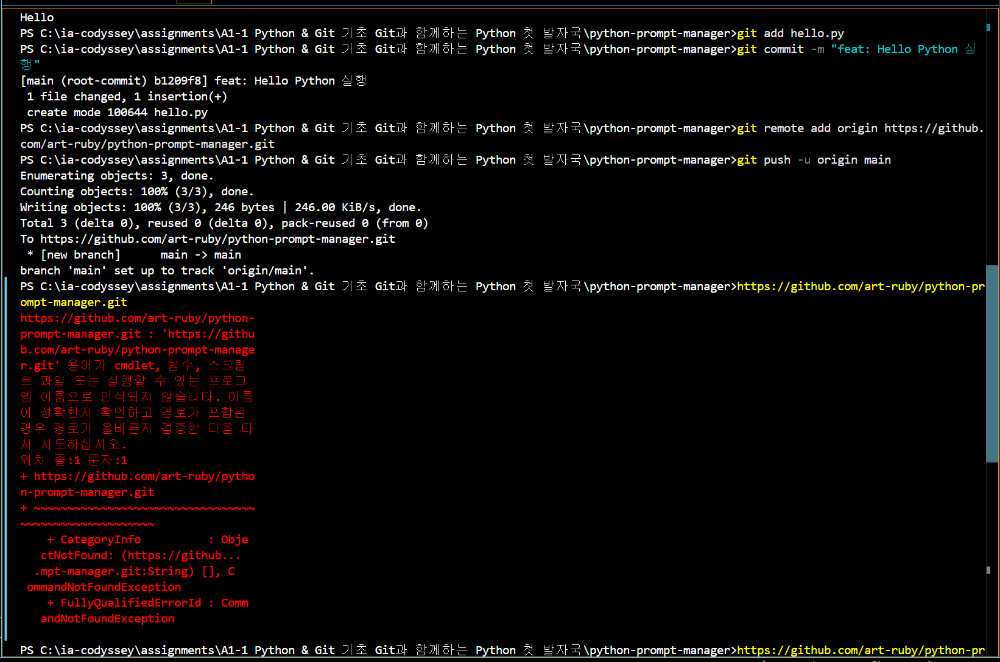 Hello
PS C:\ia-codyssey\assignments\A1-1 Python & Git 기초 Git과 함께하는 Python 첫 발자국\python-prompt-manager>git add hello.py
PS C:\ia-codyssey\assignments\A1-1 Python & Git 기초 Git과 함께하는 Python 첫 발자국\python-prompt-manager>git commit -m "feat: Hello Python 실
행"
[main (root-commit) b1209f8] feat: Hello Python 실행
 1 file changed, 1 insertion(+)
 create mode 100644 hello.py
PS C:\ia-codyssey\assignments\A1-1 Python & Git 기초 Git과 함께하는 Python 첫 발자국\python-prompt-manager>git remote add origin https://github.
com/art-ruby/python-prompt-manager.git
PS C:\ia-codyssey\assignments\A1-1 Python & Git 기초 Git과 함께하는 Python 첫 발자국\python-prompt-manager>git push -u origin main
Enumerating objects: 3, done.
Counting objects: 100% (3/3), done.
Writing objects: 100% (3/3), 246 bytes | 246.00 KiB/s, done.
Total 3 (delta 0), reused 0 (delta 0), pack-reused 0 (from 0)
To https://github.com/art-ruby/python-prompt-manager.git
 * [new branch]      main -> main
branch 'main' set up to track 'origin/main'.
PS C:\ia-codyssey\assignments\A1-1 Python & Git 기초 Git과 함께하는 Python 첫 발자국\python-prompt-manager>https://github.com/art-ruby/python-pr
ompt-manager.git
https://github.com/art-ruby/python-
prompt-manager.git : 'https://githu
b.com/art-ruby/python-prompt-manage
r.git' 용어가 cmdlet, 함수, 스크립
트 파일 또는 실행할 수 있는 프로그
램 이름으로 인식되지 않습니다. 이름
이 정확한지 확인하고 경로가 포함된
경우 경로가 올바른지 검증한 다음 다
시 시도하십시오.
위치 줄:1 문자:1
+ https://github.com/art-ruby/pytho
n-prompt-manager.git
+ ~~~~~~~~~~~~~~~~~~~~~~~~~~~~~~~~~
~~~~~~~~~~~~~~~~~~~~
    + CategoryInfo          : Obje
   ctNotFound: (https://github...
  .mpt-manager.git:String) [], C
 ommandNotFoundException
    + FullyQualifiedErrorId : Comm
   andNotFoundException
PS C:\ia-codyssey\assignments\A1-1 Python & Git 기초 Git과 함께하는 Python 첫 발자국\python-prompt-manager>https://github.com/art-ruby/python-pr